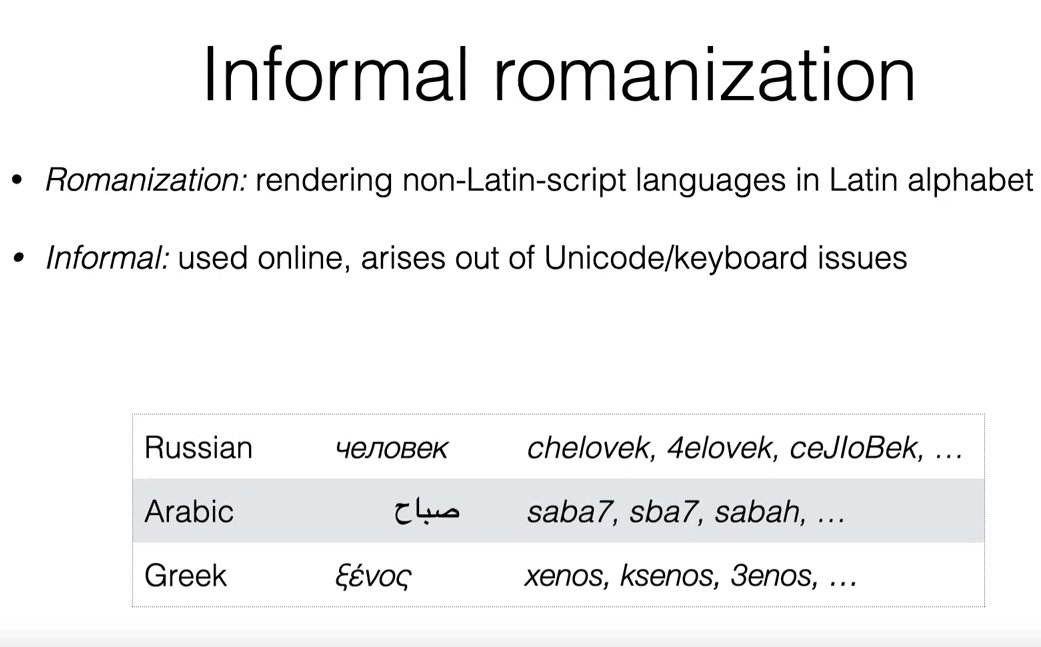 Informal romanization
• Romanization: rendering non-Latin-script languages in Latin alphabet
• Informal: used online, arises out of Unicode/keyboard issues
Russian человек chelovek, 4elovek, ceJIoBek, …
Arabic صباح saba7, sba7, sabah, …
Greek ξένος xenos, ksenos, 3enos, …